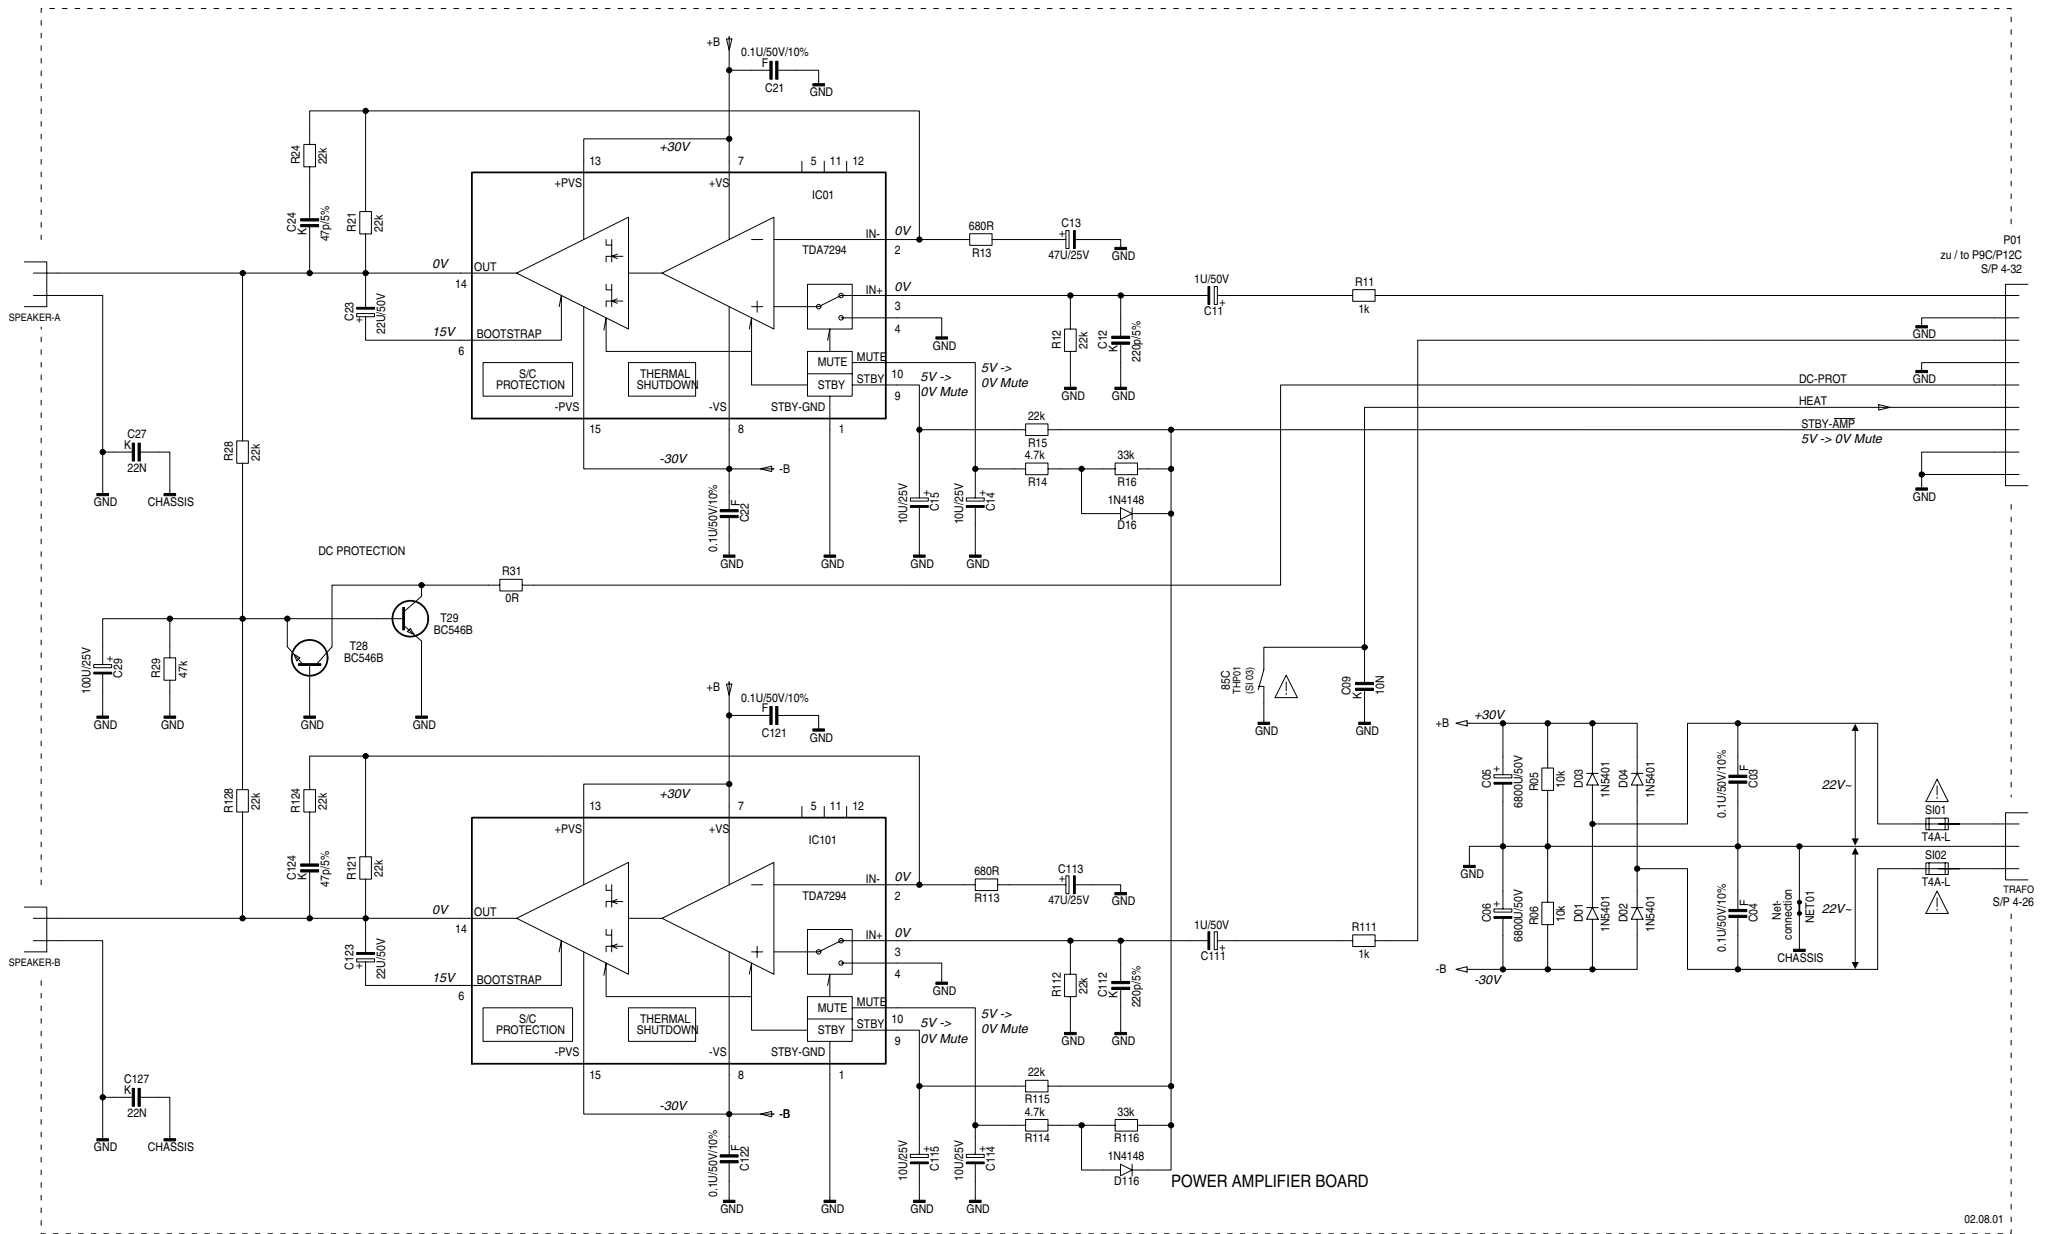 +B
0.1U/50V/10%
F
C21
GND
R24
22k
C24
K
47p/5%
R21
22k
+30V
13
7
5
11
12
+PVS
+VS
IC01
TDA7294
IN-
0V
2
680R
R13
C13
+
47U/25V
GND
0V
OUT
14
C23
+
22U/50V
15V
BOOTSTRAP
6
IN+
0V
3
4
GND
S/C
PROTECTION
THERMAL
SHUTDOWN
MUTE
MUTE
10
STBY
STBY
9
-PVS
-VS
STBY-GND
15
8
1
5V ->
0V Mute
5V ->
0V Mute
R12
22k
GND
C12
K
220p/5%
GND
1U/50V
+
C11
R11
1k
P01
zu / to P9C/P12C
S/P 4-32
GND
GND
DC-PROT
HEAT
STBY-AMP
5V -> 0V Mute
GND
SPEAKER-A
C27
K
22N
GND
CHASSIS
R28
22k
-30V
-B
0.1U/50V/10%
F
C22
GND
GND
22k
R15
4.7k
R14
33k
R16
1N4148
D16
10U/25V
+
C15
GND
10U/25V
+
C14
GND
DC PROTECTION
R31
0R
T29
BC546B
T28
BC546B
100U/25V
+
C29
R29
47k
GND
GND
GND
GND
85C
THP01
(SI 03)
GND
C09
K
10N
GND
+B
+30V
C05
+
6800U/50V
R05
10k
D03
1N5401
D04
1N5401
0.1U/50V/10%
F
C03
22V~
SI01
T4A-L
SI02
T4A-L
TRAFO
S/P 4-26
GND
C06
+
6800U/50V
R06
10k
D01
1N5401
D02
1N5401
0.1U/50V/10%
F
C04
Net-
connection
NET01
22V~
CHASSIS
-B
-30V
+B
0.1U/50V/10%
F
C121
GND
R128
22k
R124
22k
C124
K
47p/5%
R121
22k
+30V
13
7
5
11
12
+PVS
+VS
IC101
TDA7294
IN-
0V
2
680R
R113
C113
+
47U/25V
GND
0V
OUT
14
C123
+
22U/50V
15V
BOOTSTRAP
6
IN+
0V
3
4
GND
S/C
PROTECTION
THERMAL
SHUTDOWN
MUTE
MUTE
10
STBY
STBY
9
-PVS
-VS
STBY-GND
15
8
1
5V ->
0V Mute
5V ->
0V Mute
R112
22k
GND
C112
K
220p/5%
GND
1U/50V
+
C111
R111
1k
SPEAKER-B
C127
K
22N
GND
CHASSIS
-30V
-B
0.1U/50V/10%
F
C122
GND
GND
22k
R115
4.7k
R114
33k
R116
1N4148
D116
10U/25V
+
C115
GND
10U/25V
+
C114
GND
POWER AMPLIFIER BOARD
02.08.01